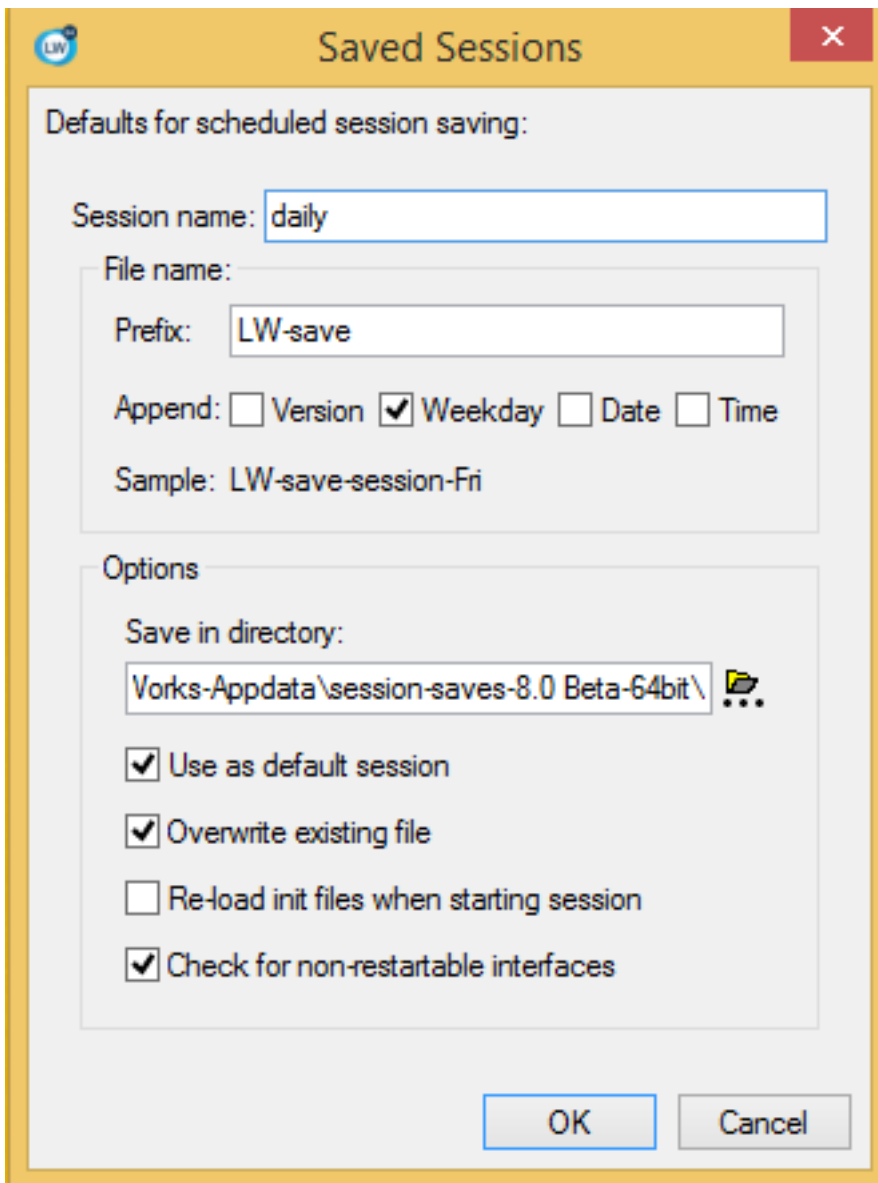 LW
Saved Sessions
Defaults for scheduled session saving:
Session name: daily
File name:
Prefix: LW-save
Append: Version Weekday Date Time
Sample: LW-save-session-Fri
Options
Save in directory:
Vorks-Appdata\session-saves-8.0 Beta-64bit\
Use as default session
Overwrite existing file
Re-load init files when starting session
Check for non-restartable interfaces
OK Cancel